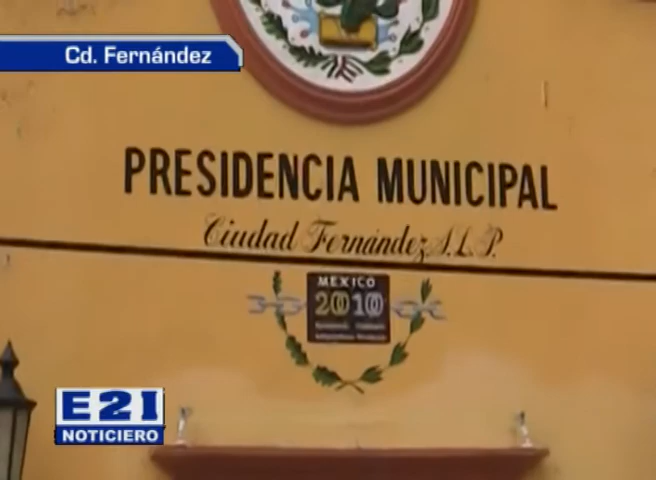 Cd. Fernández
PRESIDENCIA MUNICIPAL
Ciudad Fernández S.L.P.
MEXICO
2010
E21
NOTICIERO